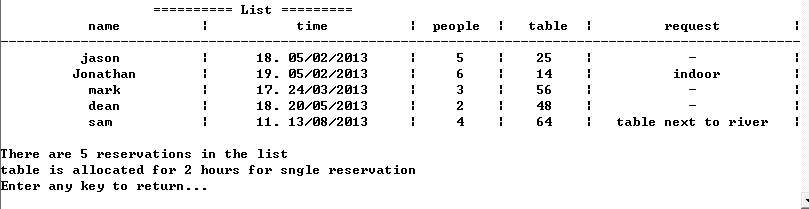 ========== List =========
name ¦ time ¦ people ¦ table ¦ request ¦
jason ¦ 18. 05/02/2013 ¦ 5 ¦ 25 ¦ - ¦
Jonathan ¦ 19. 05/02/2013 ¦ 6 ¦ 14 ¦ indoor ¦
mark ¦ 17. 24/03/2013 ¦ 3 ¦ 56 ¦ - ¦
dean ¦ 18. 20/05/2013 ¦ 2 ¦ 48 ¦ - ¦
sam ¦ 11. 13/08/2013 ¦ 4 ¦ 64 ¦ table next to river ¦
There are 5 reservations in the list
table is allocated for 2 hours for sngle reservation
Enter any key to return...